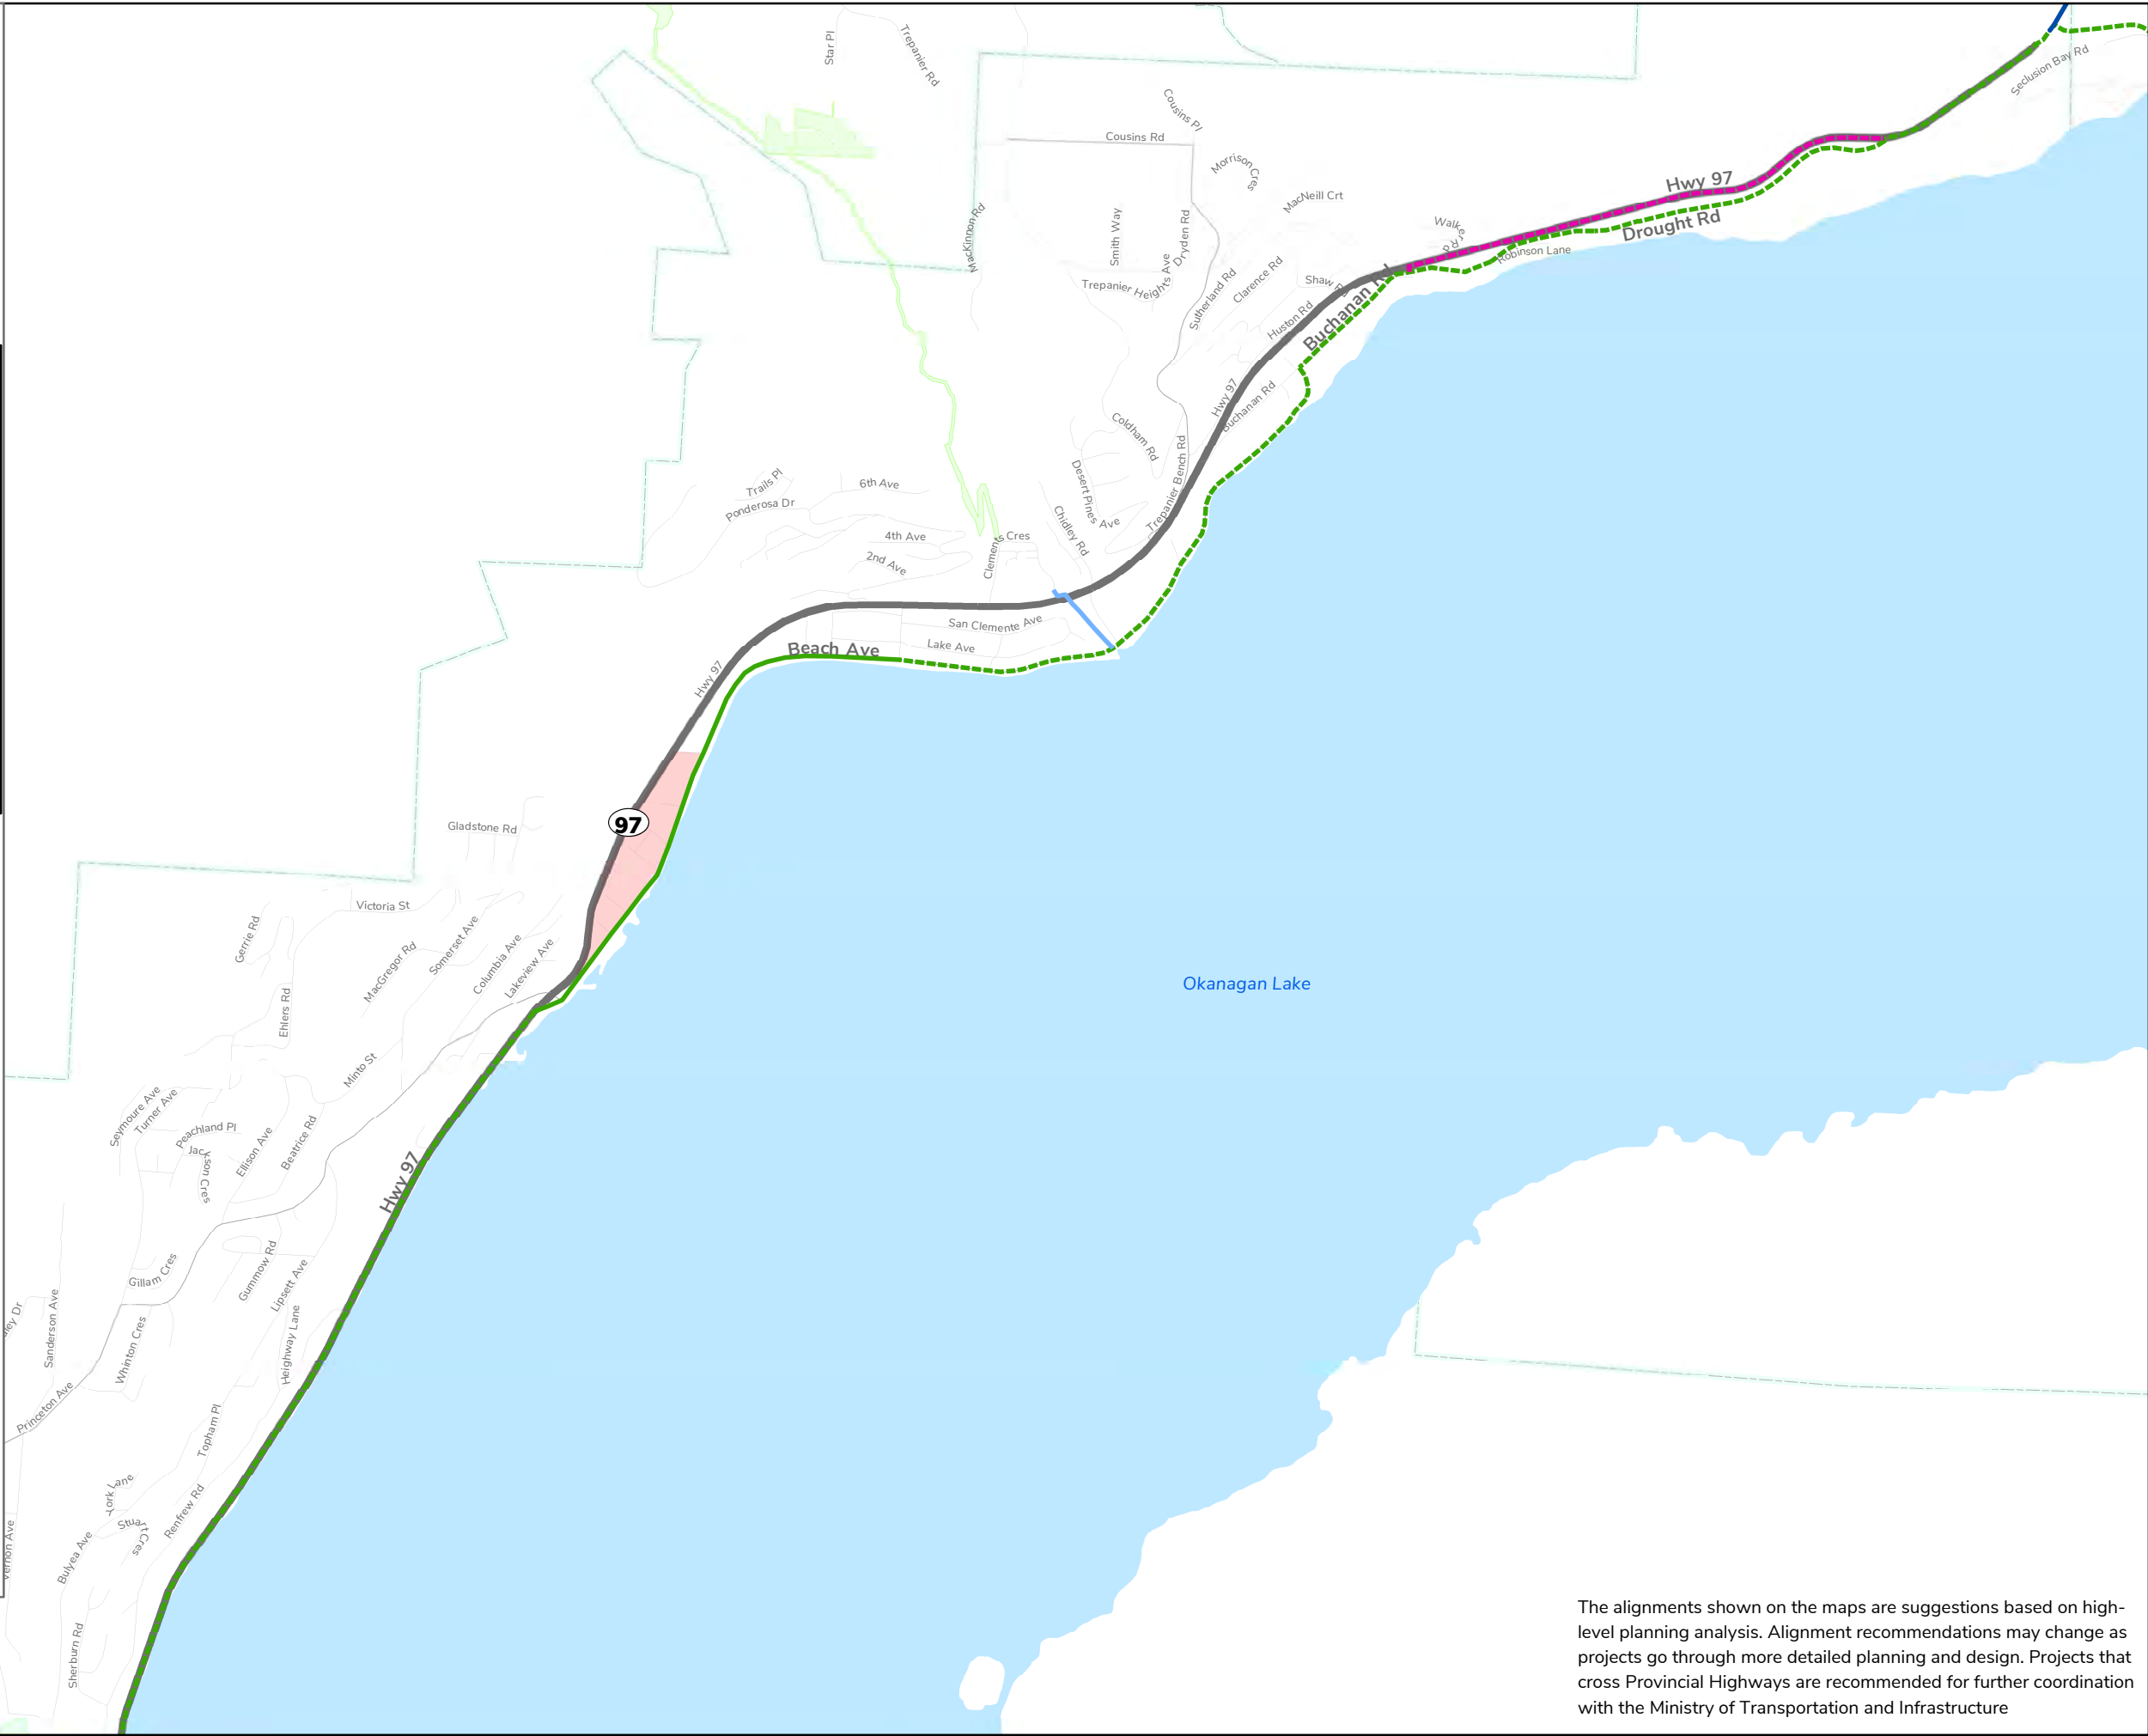 Star Pl
Trepanier Rd
Seclusion Bay Rd
Cousins Pl
Cousins Rd
Morrison Cres
MacNeill Crt
Hwy 97
Drought Rd
Walker Rd
Robinson Lane
MacKinnon Rd
Smith Way
Dryden Rd
Trepanier Heights Ave
Sutherland Rd
Clarence Rd
Shaw Rd
Huston Rd
Buchanan Rd
Hwy 97
Buchanan Rd
Coldham Rd
Desert Pines Ave
Trepanier Bench Rd
Trails Pl
Ponderosa Dr
6th Ave
4th Ave
2nd Ave
Clements Cres
Chidley Rd
San Clemente Ave
Lake Ave
Beach Ave
Hwy 97
97
Gladstone Rd
Victoria St
Gerrie Rd
MacGregor Rd
Somerset Ave
Columbia Ave
Lakeview Ave
Okanagan Lake
Ehlers Rd
Minto St
Seymoure Ave
Turner Ave
Peachland Pl
Jackson Cres
Ellison Ave
Beatrice Rd
Hwy 97
Gillam Cres
Gummow Rd
Lipsett Ave
Sanderson Ave
Whinton Cres
Heighway Lane
Princeton Ave
Topham Pl
York Lane
Stuart Cres
Renfrew Rd
Vernon Ave
Bulyea Ave
Sherburn Rd
The alignments shown on the maps are suggestions based on high-
level planning analysis. Alignment recommendations may change as
projects go through more detailed planning and design. Projects that
cross Provincial Highways are recommended for further coordination
with the Ministry of Transportation and Infrastructure